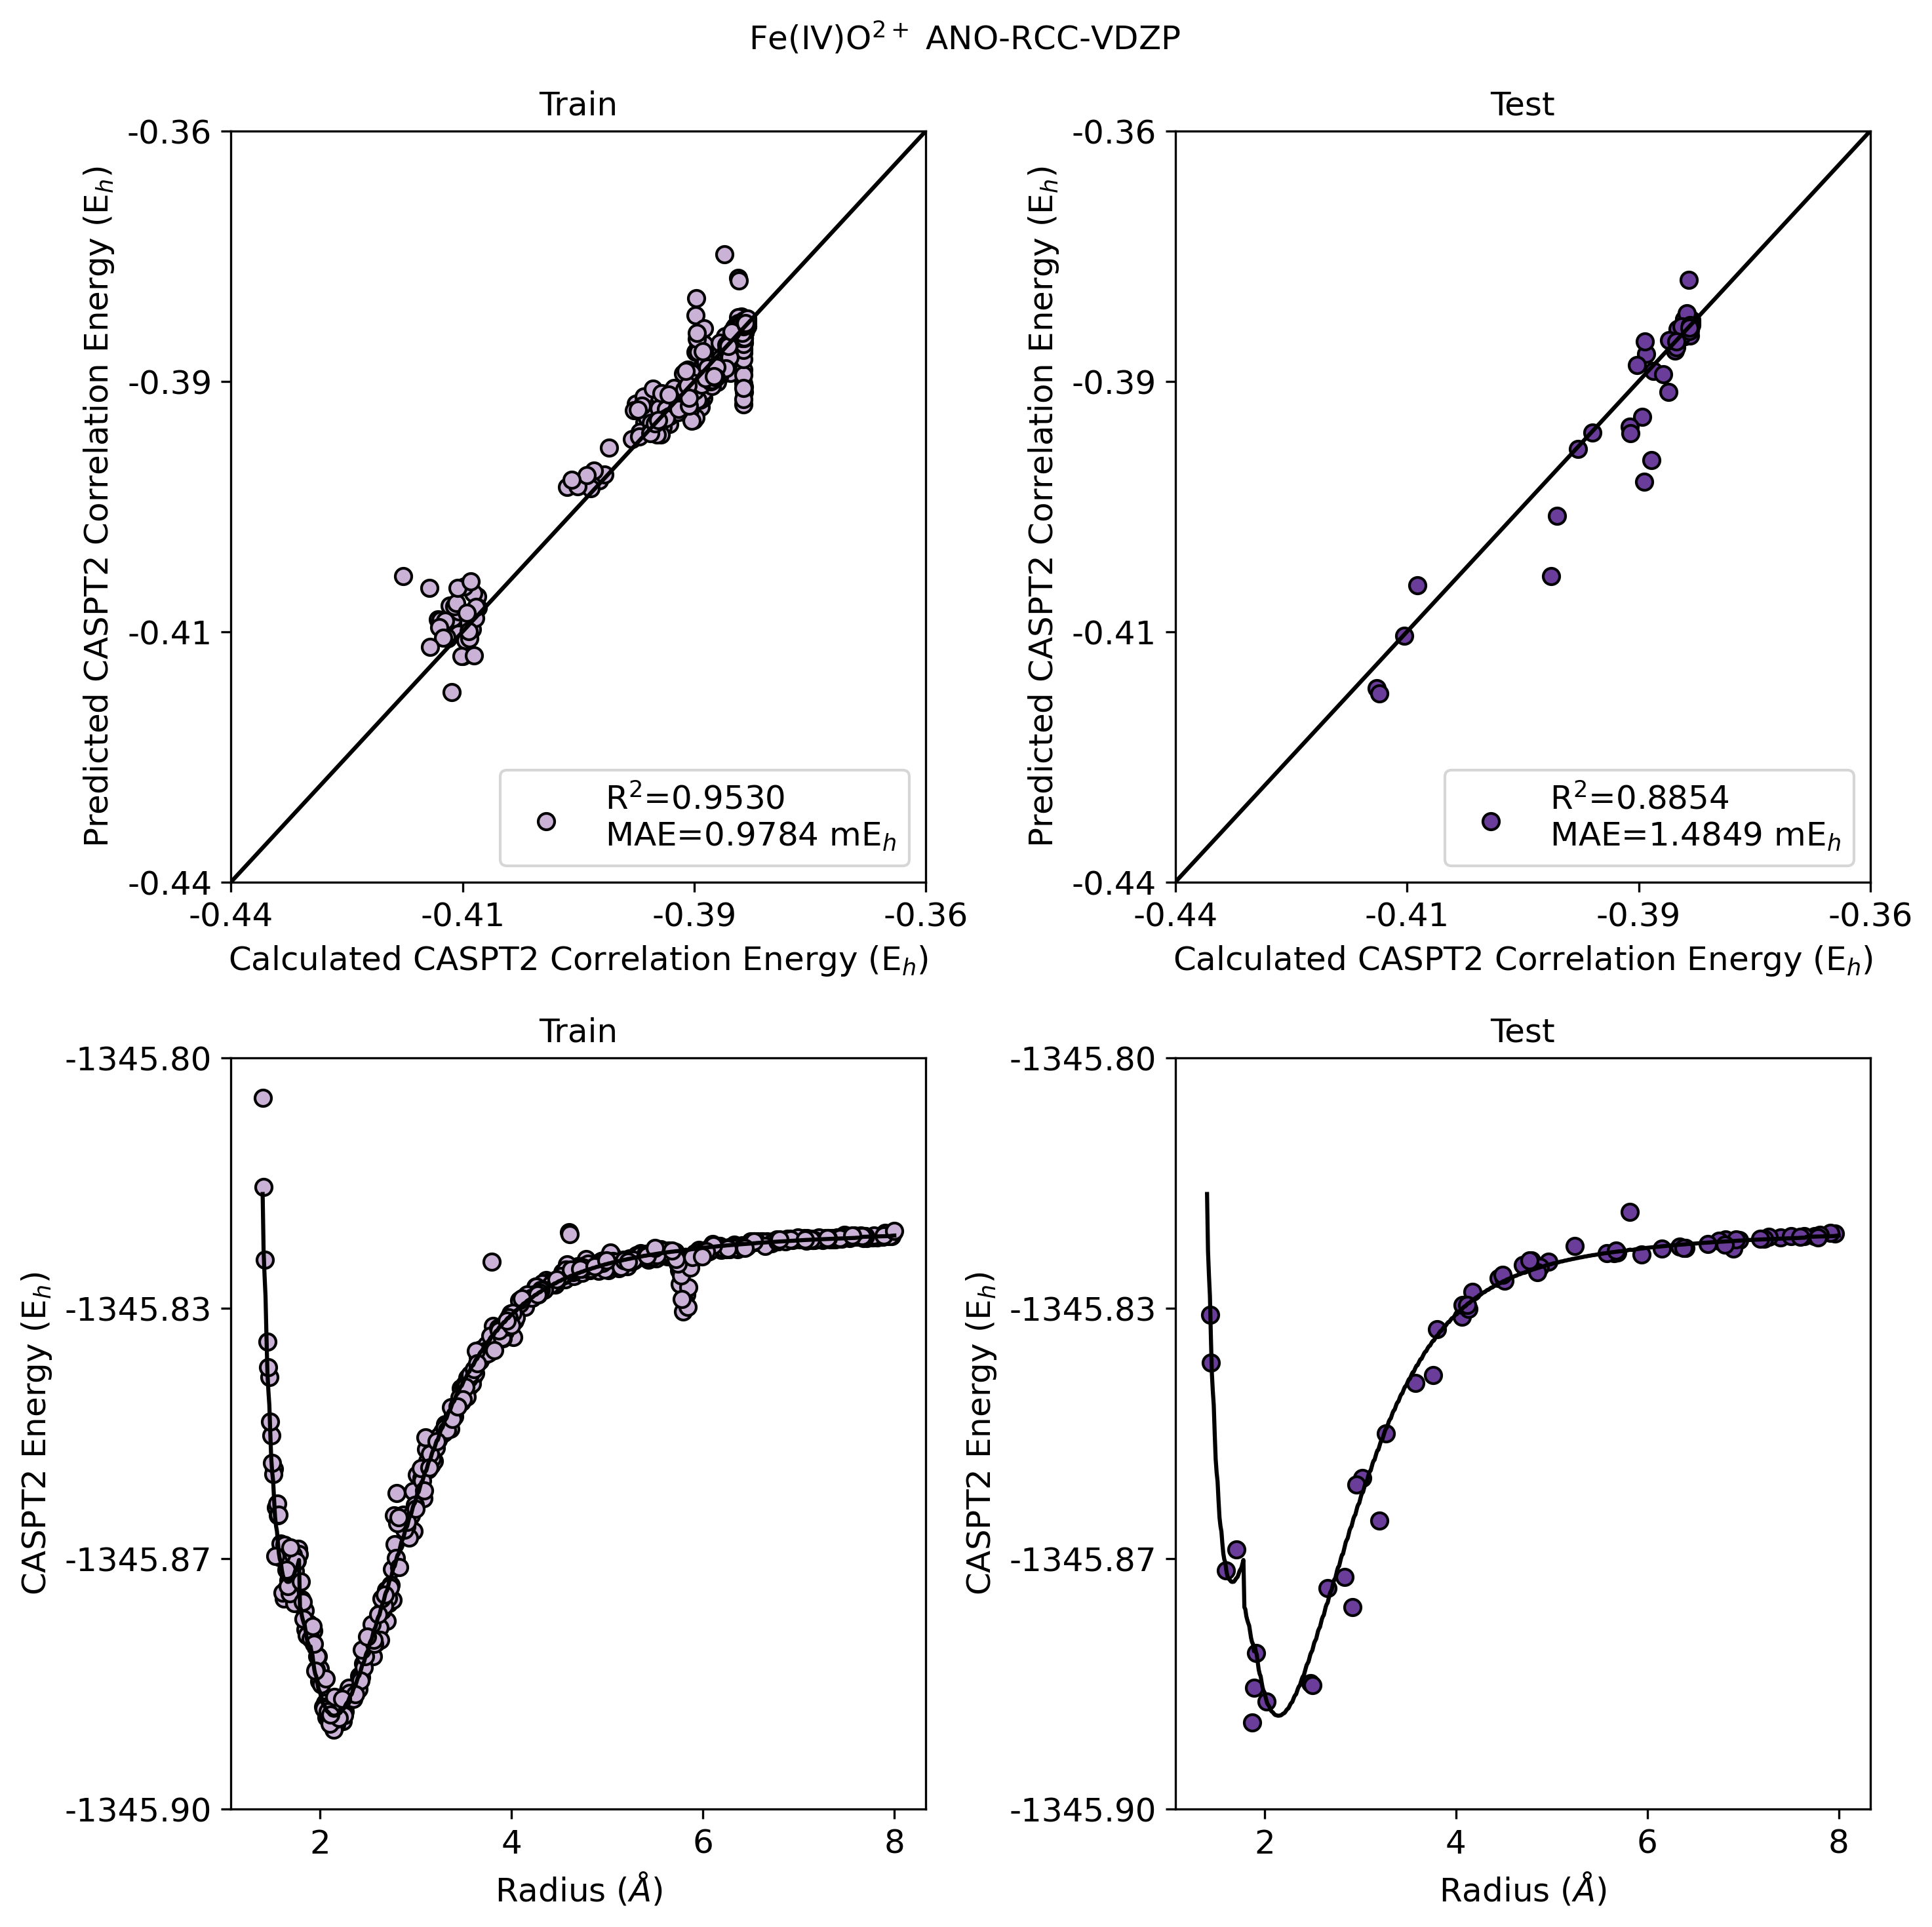 Fe(IV)O²⁺ ANO-RCC-VDZP
Train
Predicted CASPT2 Correlation Energy (Eₕ)
-0.36
-0.39
-0.41
-0.44
-0.44 -0.41 -0.39 -0.36
Calculated CASPT2 Correlation Energy (Eₕ)
R²=0.9530
MAE=0.9784 mEₕ
Test
Predicted CASPT2 Correlation Energy (Eₕ)
-0.36
-0.39
-0.41
-0.44
-0.44 -0.41 -0.39 -0.36
Calculated CASPT2 Correlation Energy (Eₕ)
R²=0.8854
MAE=1.4849 mEₕ
Train
CASPT2 Energy (Eₕ)
-1345.80
-1345.83
-1345.87
-1345.90
2 4 6 8
Radius (Å)
Test
CASPT2 Energy (Eₕ)
-1345.80
-1345.83
-1345.87
-1345.90
2 4 6 8
Radius (Å)